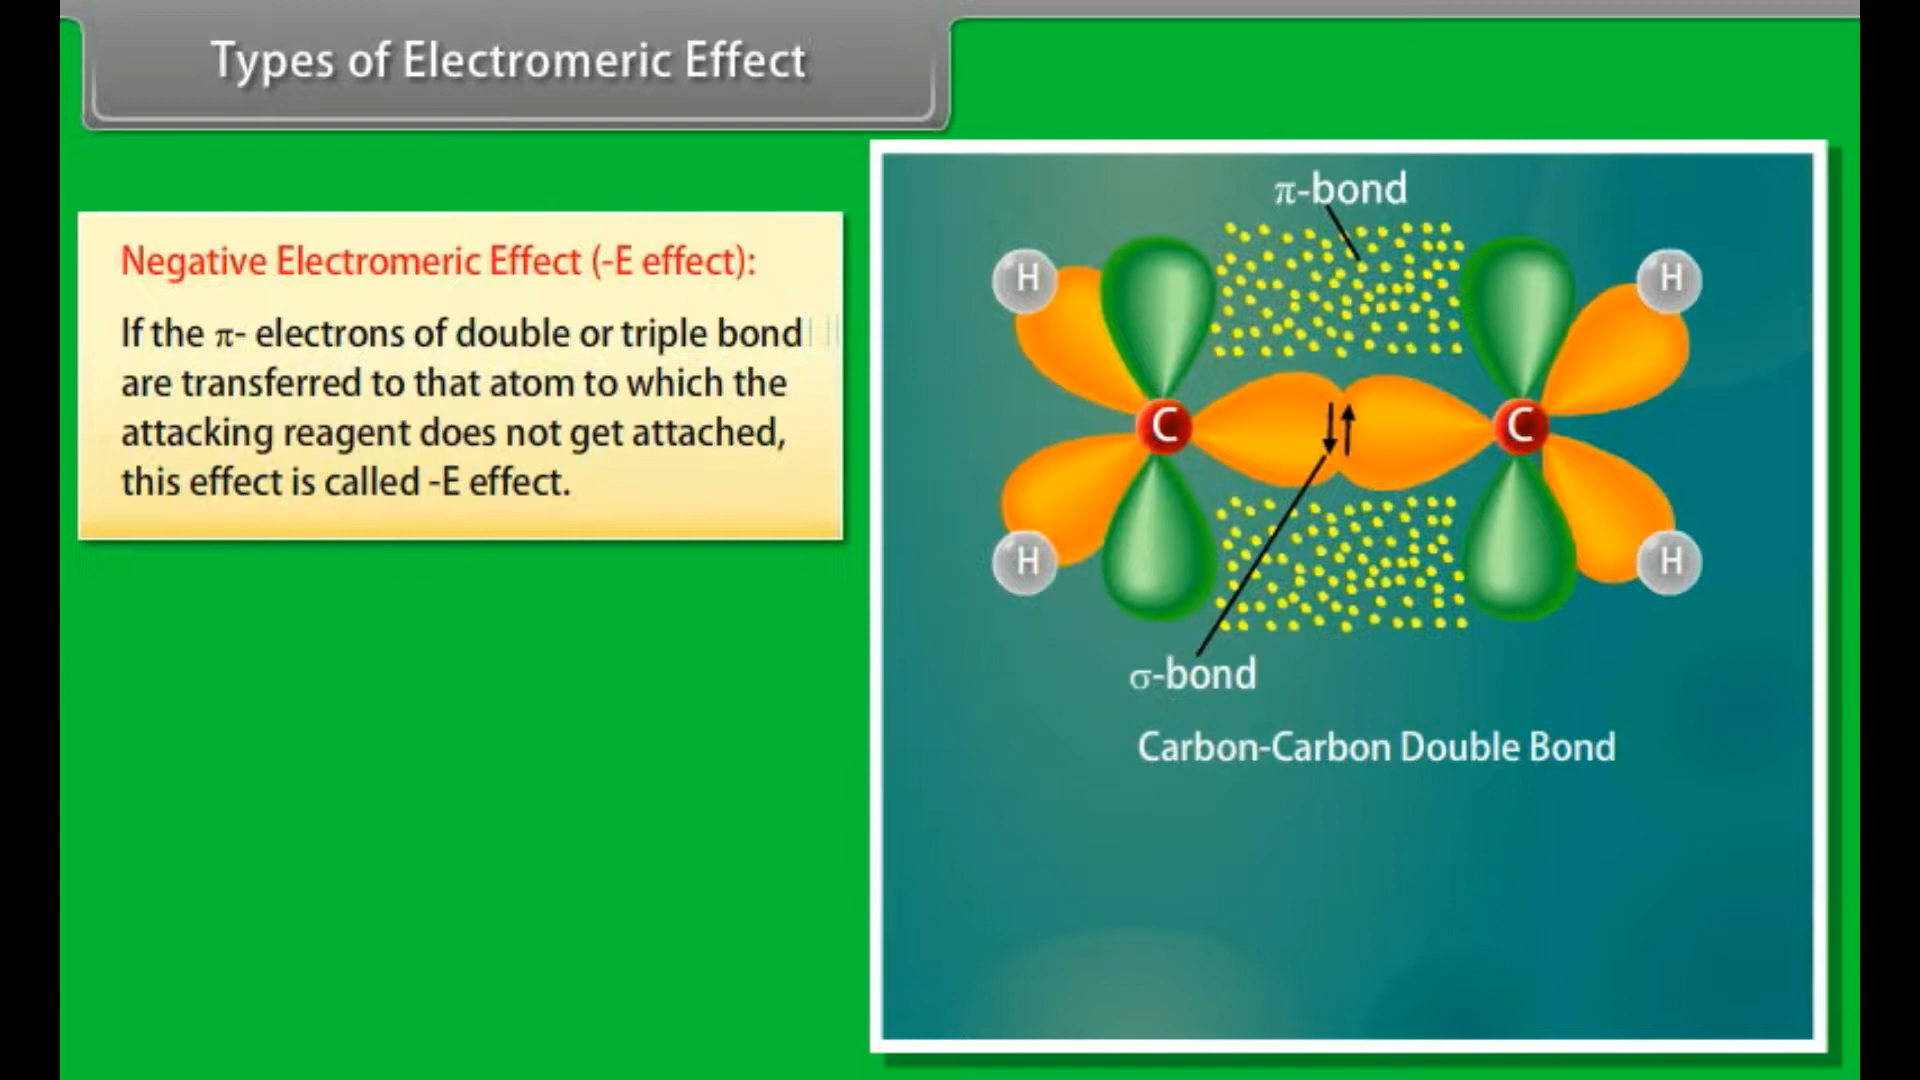 Types of Electromeric Effect
Negative Electromeric Effect (-E effect):
If the π- electrons of double or triple bond
are transferred to that atom to which the
attacking reagent does not get attached,
this effect is called -E effect.
π-bond
H
H
C
C
H
H
σ-bond
Carbon-Carbon Double Bond